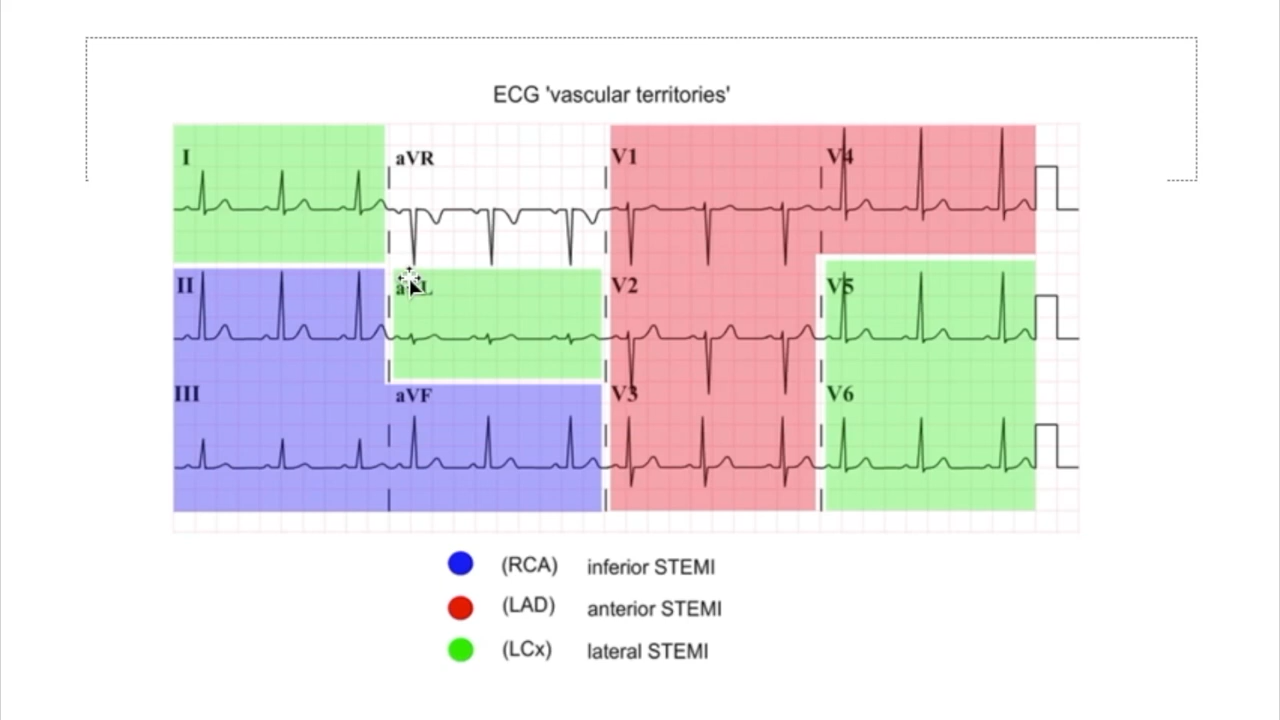 ECG 'vascular territories'
I aVR V1 V4
II V2 V5
III aVF V3 V6
(RCA) inferior STEMI
(LAD) anterior STEMI
(LCx) lateral STEMI